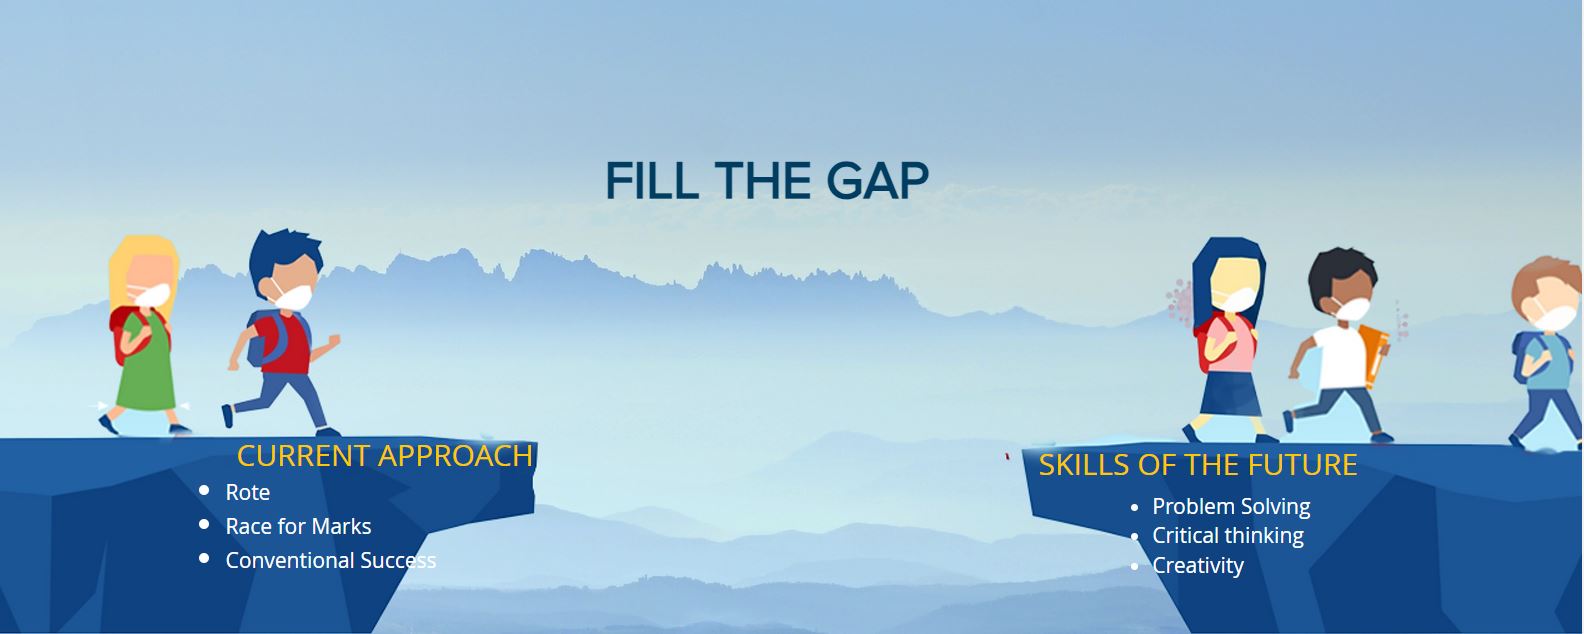 FILL THE GAP
CURRENT APPROACH
Rote
Race for Marks
Conventional Success
SKILLS OF THE FUTURE
Problem Solving
Critical thinking
Creativity